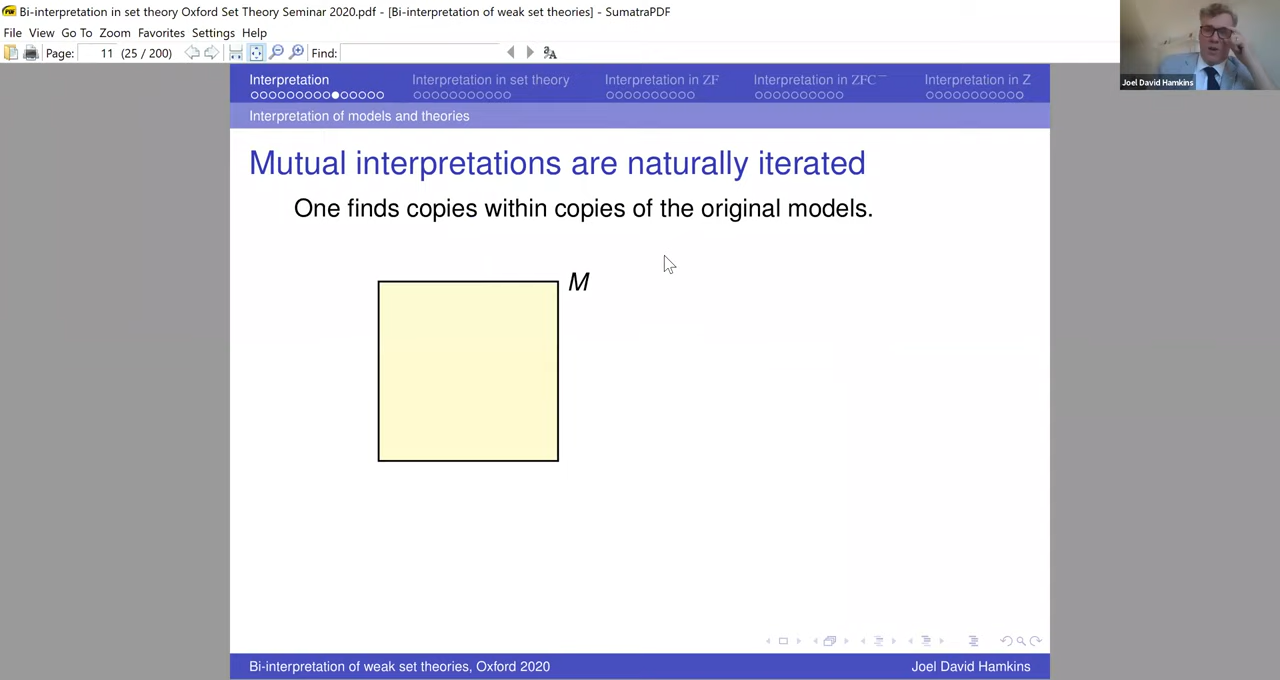 Bi-interpretation in set theory Oxford Set Theory Seminar 2020.pdf - [Bi-interpretation of weak set theories] - SumatraPDF
File View Go To Zoom Favorites Settings Help
Page: 11 (25 / 200) Find:
Joel David Hamkins
Interpretation Interpretation in set theory Interpretation in ZF Interpretation in ZFC⁻ Interpretation in Z
Interpretation of models and theories
Mutual interpretations are naturally iterated
One finds copies within copies of the original models.
M
Bi-interpretation of weak set theories, Oxford 2020 Joel David Hamkins